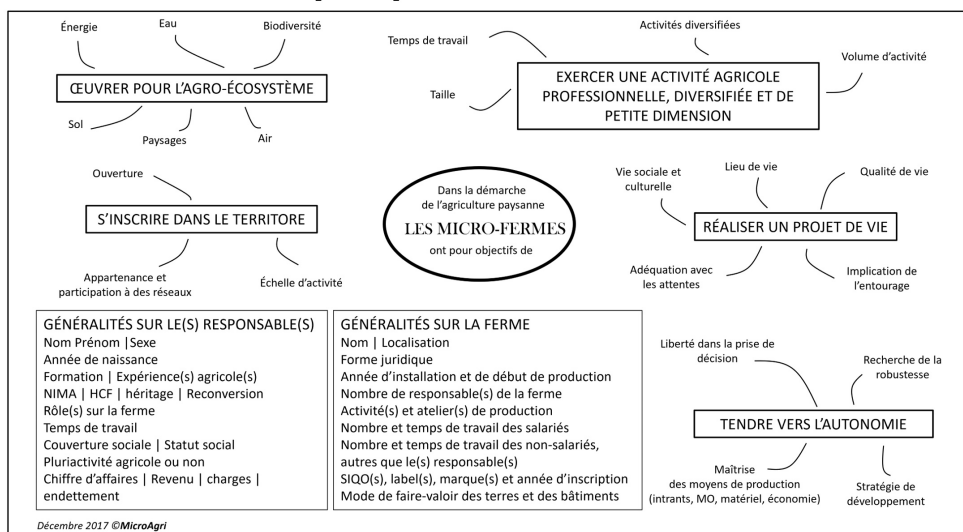 Énergie
Eau
Biodiversité
ŒUVRER POUR L'AGRO-ÉCOSYSTÈME
Sol
Paysages
Air
Temps de travail
Activités diversifiées
Volume d'activité
Taille
EXERCER UNE ACTIVITÉ AGRICOLE
PROFESSIONNELLE, DIVERSIFIÉE ET DE
PETITE DIMENSION
Ouverture
S'INSCRIRE DANS LE TERRITORE
Appartenance et
participation à des réseaux
Échelle d'activité
Dans la démarche
de l'agriculture paysanne
LES MICRO-FERMES
ont pour objectifs de
Vie sociale et
culturelle
Lieu de vie
Qualité de vie
RÉALISER UN PROJET DE VIE
Adéquation avec
les attentes
Implication de
l'entourage
GÉNÉRALITÉS SUR LE(S) RESPONSABLE(S)
Nom Prénom |Sexe
Année de naissance
Formation | Expérience(s) agricole(s)
NIMA | HCF | héritage | Reconversion
Rôle(s) sur la ferme
Temps de travail
Couverture sociale | Statut social
Pluriactivité agricole ou non
Chiffre d'affaires | Revenu | charges |
endettement
GÉNÉRALITÉS SUR LA FERME
Nom | Localisation
Forme juridique
Année d'installation et de début de production
Nombre de responsable(s) de la ferme
Activité(s) et atelier(s) de production
Nombre et temps de travail des salariés
Nombre et temps de travail des non-salariés,
autres que le(s) responsable(s)
SIQO(s), label(s), marque(s) et année d'inscription
Mode de faire-valoir des terres et des bâtiments
Liberté dans la prise de
décision
Recherche de la
robustesse
TENDRE VERS L'AUTONOMIE
Maîtrise
des moyens de production
(intrants, MO, matériel, économie)
Stratégie de
développement
Décembre 2017 ©MicroAgri